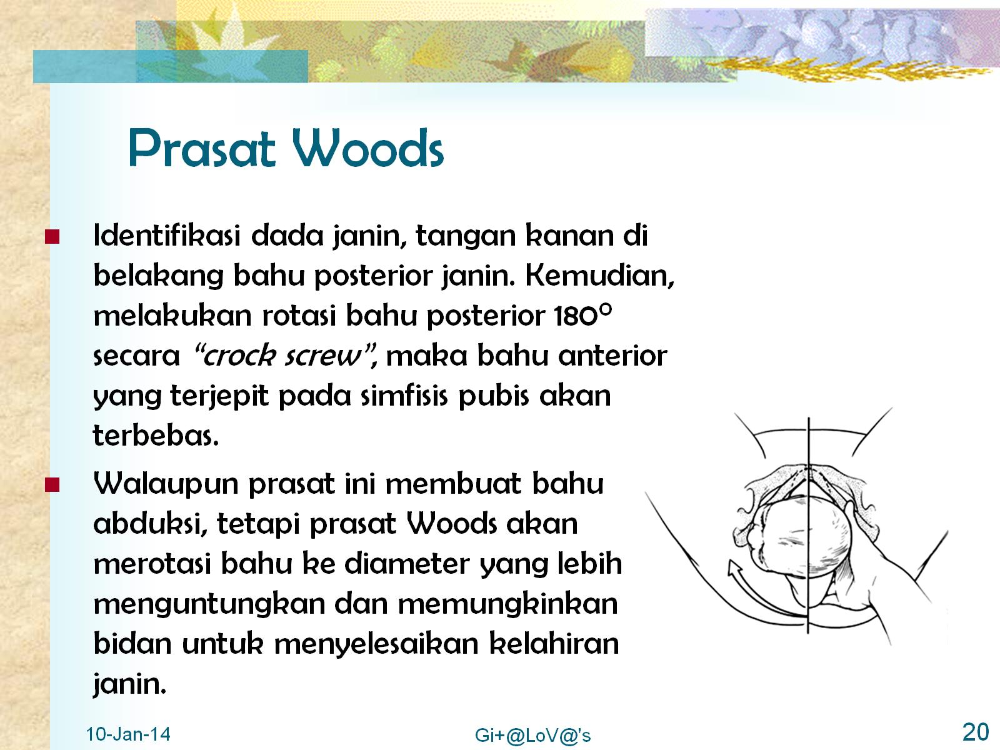 Prasat Woods
Identifikasi dada janin, tangan kanan di
belakang bahu posterior janin. Kemudian,
melakukan rotasi bahu posterior 180⁰
secara “crock screw”, maka bahu anterior
yang terjepit pada simfisis pubis akan
terbebas.
Walaupun prasat ini membuat bahu
abduksi, tetapi prasat Woods akan
merotasi bahu ke diameter yang lebih
menguntungkan dan memungkinkan
bidan untuk menyelesaikan kelahiran
janin.
10-Jan-14
Gi+@LoV@'s
20